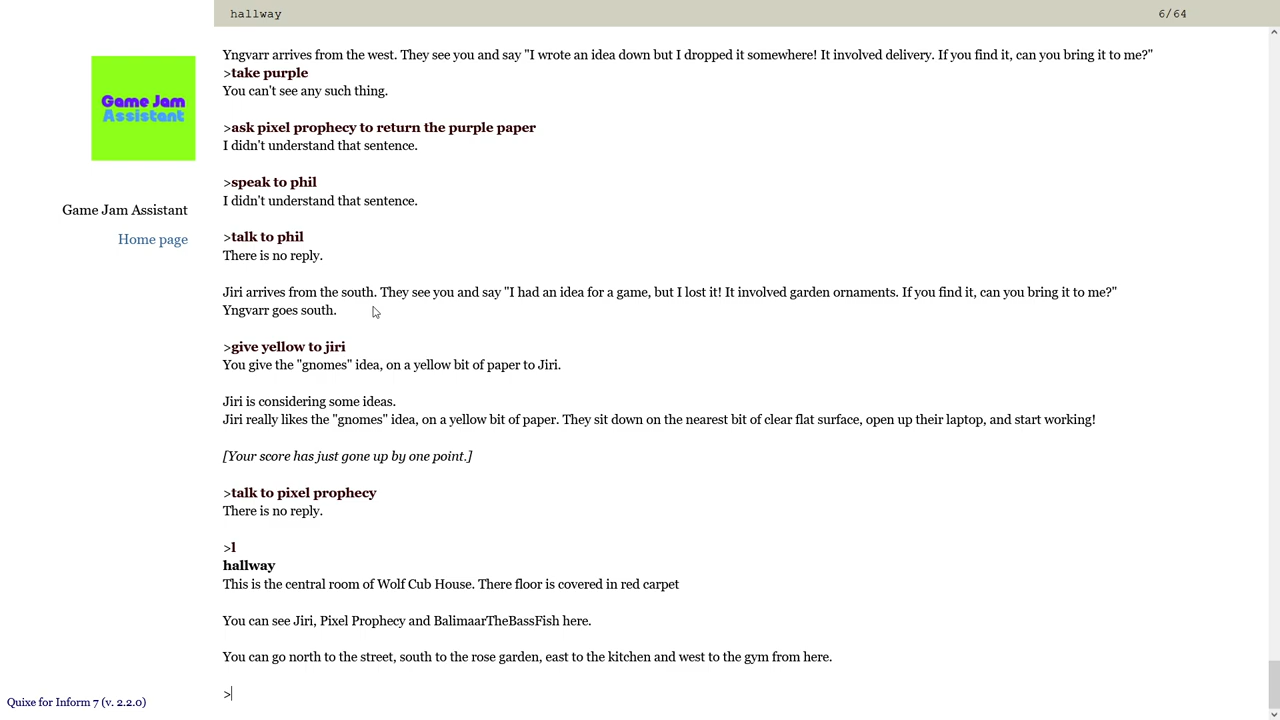 hallway 6/64
Yngvarr arrives from the west. They see you and say "I wrote an idea down but I dropped it somewhere! It involved delivery. If you find it, can you bring it to me?"
>take purple
You can't see any such thing.
>ask pixel prophecy to return the purple paper
I didn't understand that sentence.
>speak to phil
I didn't understand that sentence.
>talk to phil
There is no reply.
Jiri arrives from the south. They see you and say "I had an idea for a game, but I lost it! It involved garden ornaments. If you find it, can you bring it to me?"
Yngvarr goes south.
>give yellow to jiri
You give the "gnomes" idea, on a yellow bit of paper to Jiri.
Jiri is considering some ideas.
Jiri really likes the "gnomes" idea, on a yellow bit of paper. They sit down on the nearest bit of clear flat surface, open up their laptop, and start working!
[Your score has just gone up by one point.]
>talk to pixel prophecy
There is no reply.
>l
hallway
This is the central room of Wolf Cub House. There floor is covered in red carpet
You can see Jiri, Pixel Prophecy and BalimaarTheBassFish here.
You can go north to the street, south to the rose garden, east to the kitchen and west to the gym from here.
>
Game Jam
Assistant
Game Jam Assistant
Home page
Quixe for Inform 7 (v. 2.2.0)